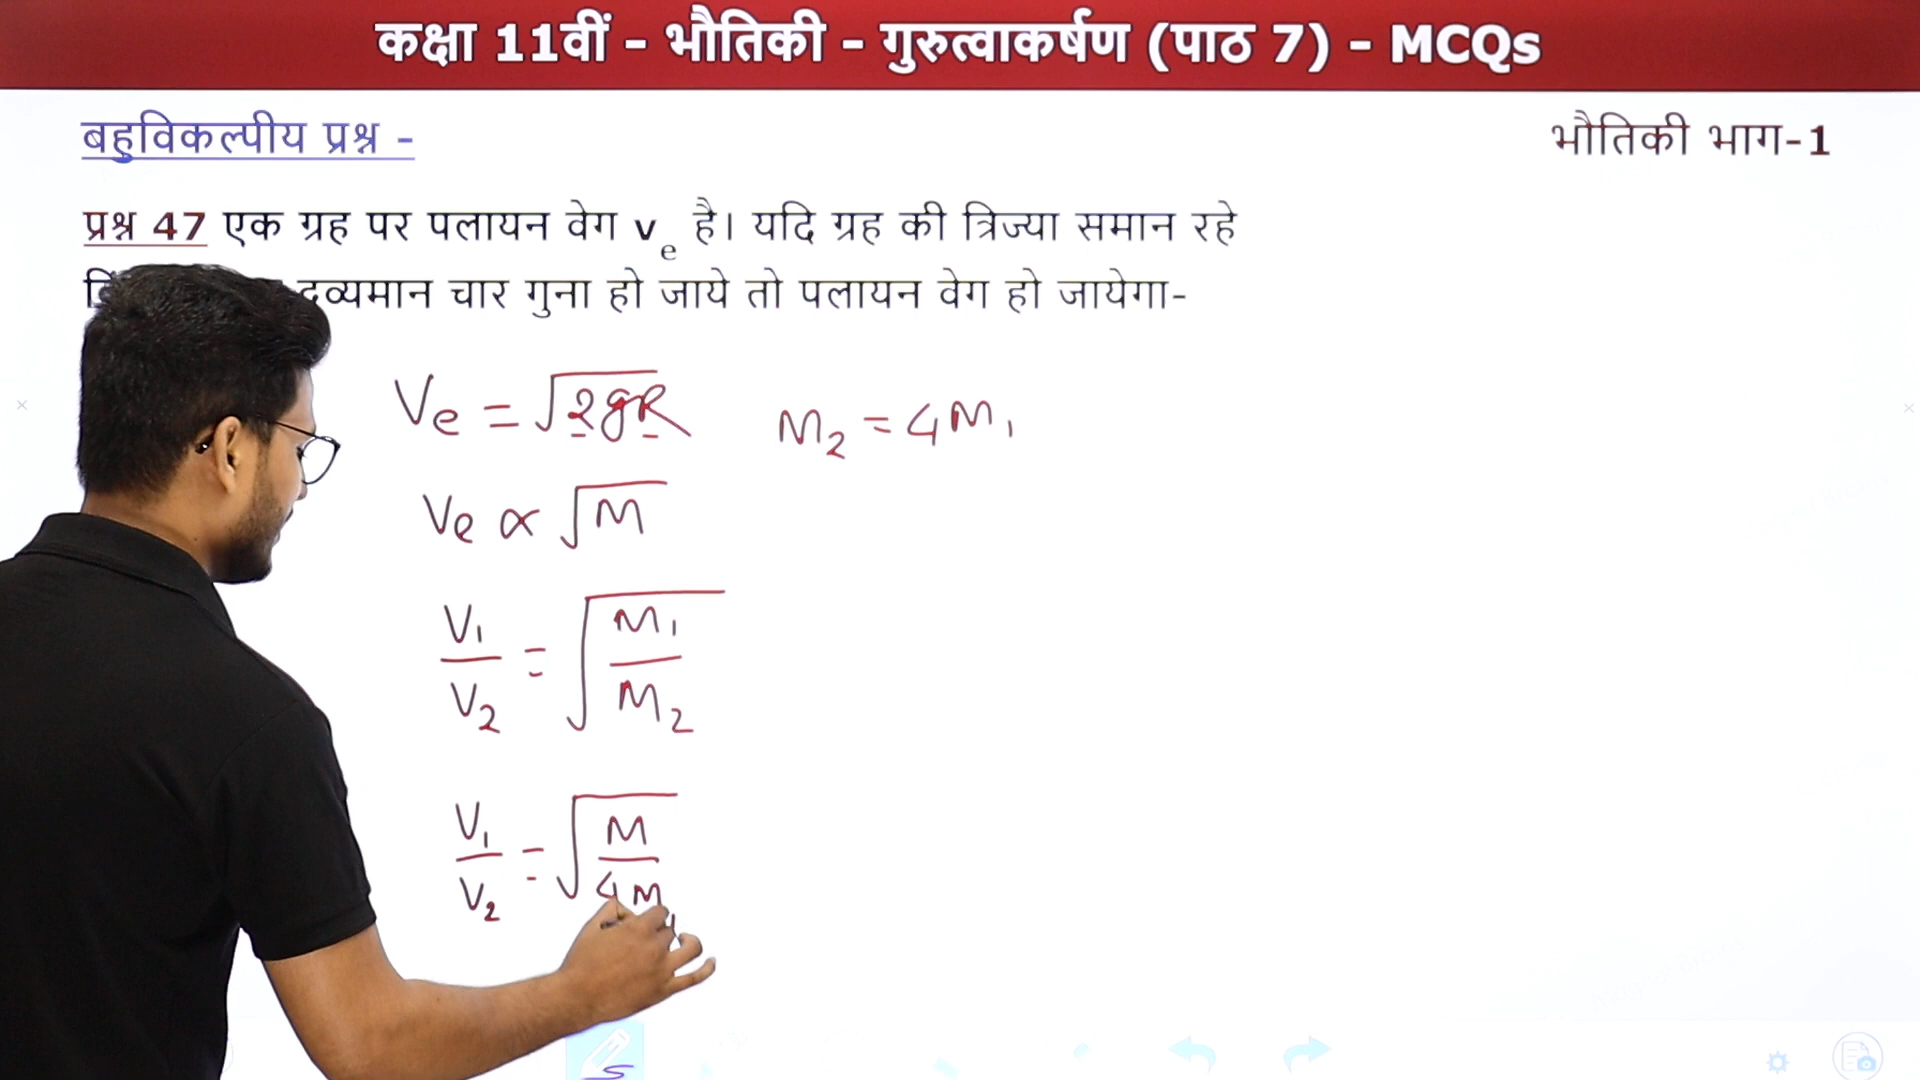 कक्षा 11वीं - भौतिकी - गुरुत्वाकर्षण (पाठ 7) - MCQs
बहुविकल्पीय प्रश्न -
भौतिकी भाग-1
प्रश्न 47 एक ग्रह पर पलायन वेग v_e है। यदि ग्रह की त्रिज्या समान रहे
द्रव्यमान चार गुना हो जाये तो पलायन वेग हो जायेगा-
Ve = √2gR
M₂ = 4M₁
Ve ∝ √M
V₁/V₂ = √M₁/M₂
V₁/V₂ = √M/4M